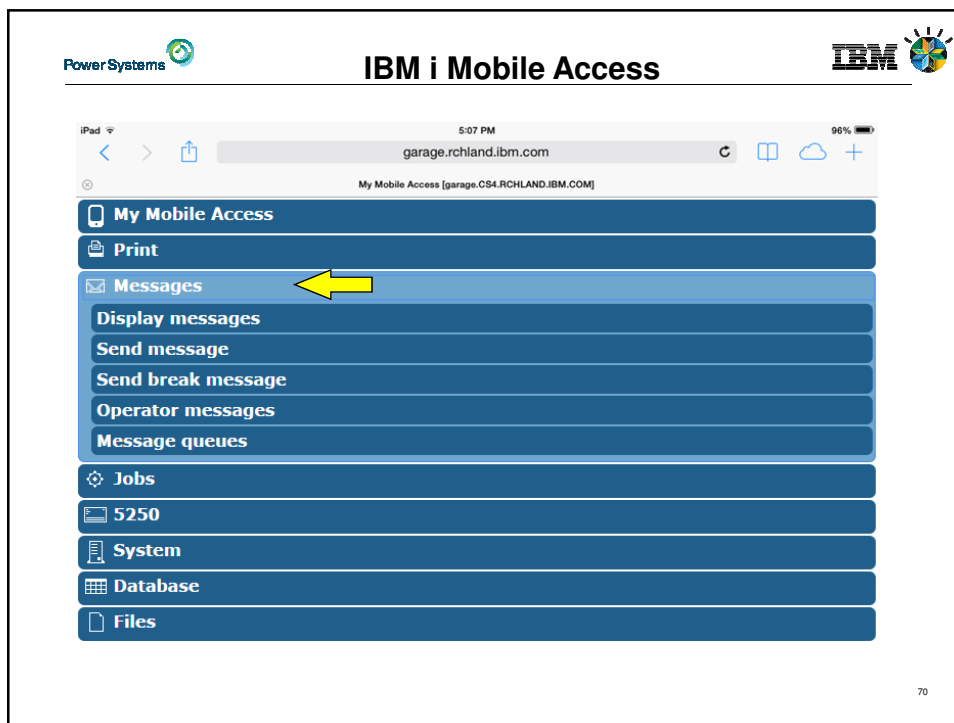 Power Systems
IBM i Mobile Access
IBM
iPad
5:07 PM
96%
garage.rchland.ibm.com
My Mobile Access [garage.CS4.RCHLAND.IBM.COM]
My Mobile Access
Print
Messages
Display messages
Send message
Send break message
Operator messages
Message queues
Jobs
5250
System
Database
Files
70